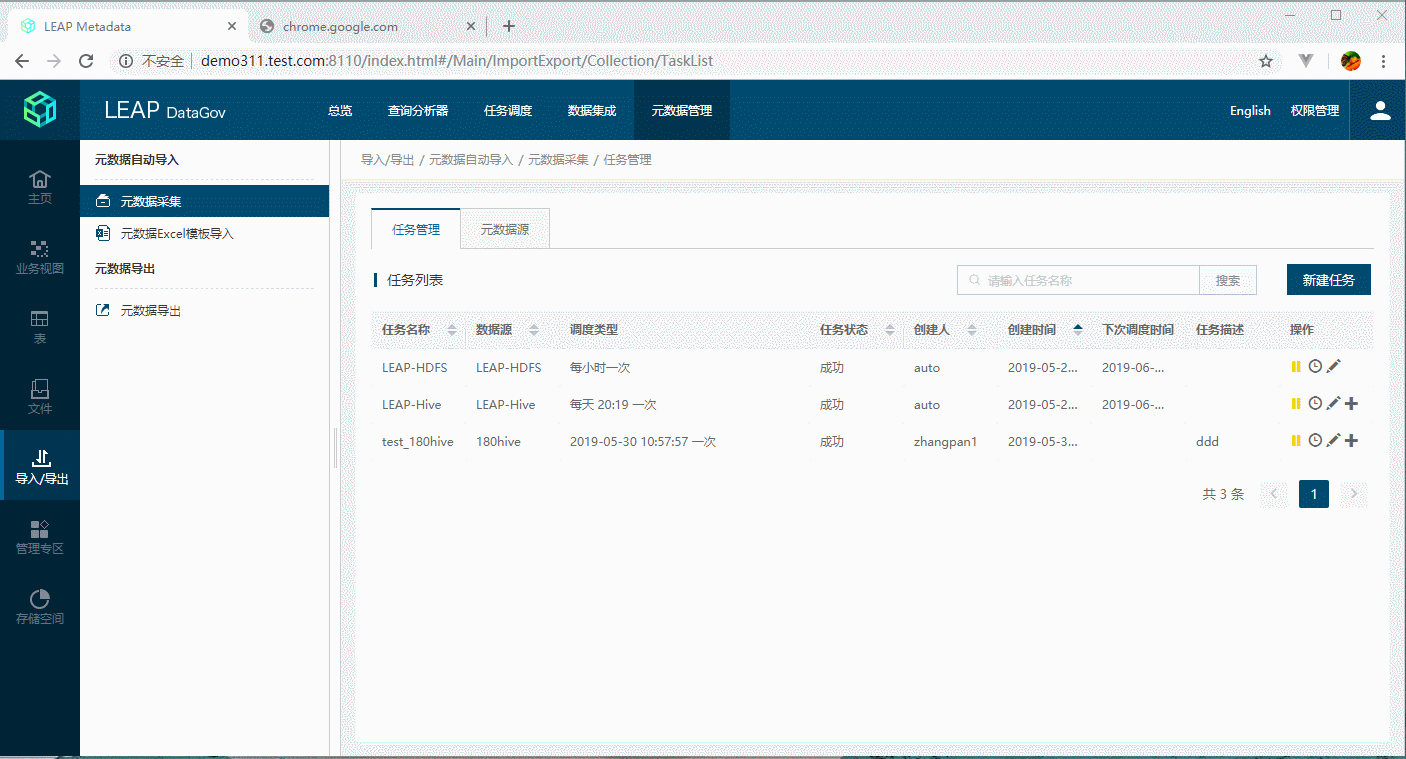 LEAP Metadata
chrome.google.com
不安全 demo311.test.com:8110/index.html#/Main/ImportExport/Collection/TaskList
LEAP DataGov 总览 查询分析器 任务调度 数据集成 元数据管理 English 权限管理
主页
业务视图
表
文件
导入/导出
管理专区
存储空间
元数据自动导入
元数据采集
元数据Excel模板导入
元数据导出
元数据导出
导入/导出 / 元数据自动导入 / 元数据采集 / 任务管理
任务管理 元数据源
任务列表 请输入任务名称 搜索 新建任务
任务名称 数据源 调度类型 任务状态 创建人 创建时间 下次调度时间 任务描述 操作
LEAP-HDFS LEAP-HDFS 每小时一次 成功 auto 2019-05-2... 2019-06-...
LEAP-Hive LEAP-Hive 每天 20:19 一次 成功 auto 2019-05-2... 2019-06-...
test_180hive 180hive 2019-05-30 10:57:57 一次 成功 zhangpan1 2019-05-3... ddd
共 3 条 1